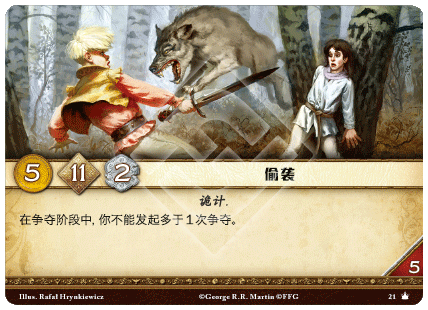 5 11 2 偷袭
诡计.
在争夺阶段中, 你不能发起多于1次争夺。
5
Illus. Rafał Hrynkiewicz ©George R.R. Martin ©FFG 21